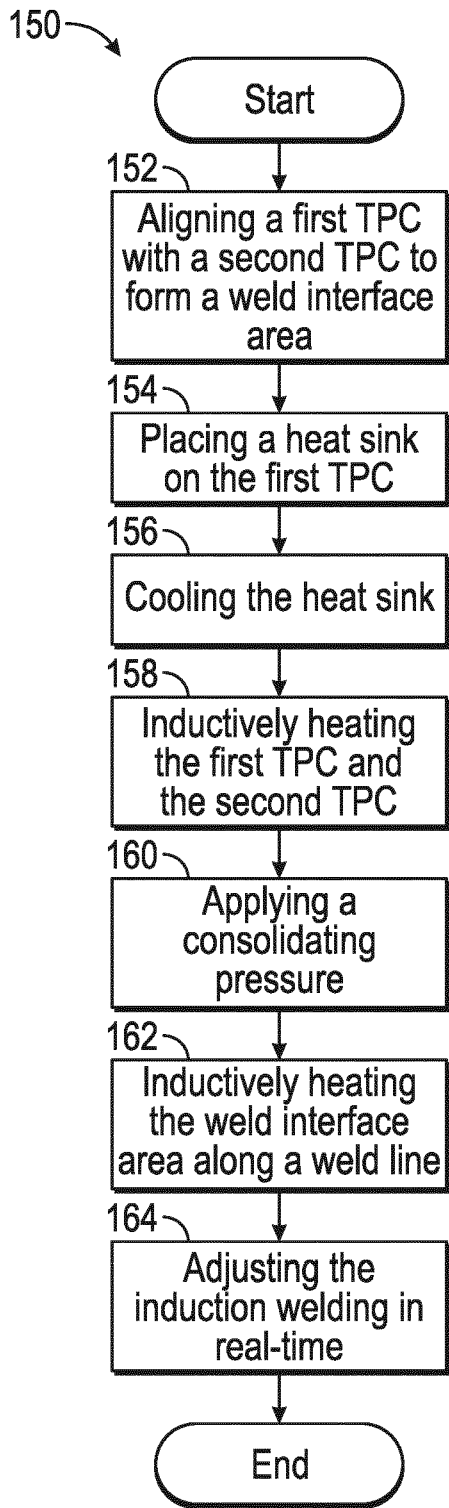 150
Start
152
Aligning a first TPC
with a second TPC to
form a weld interface
area
154
Placing a heat sink
on the first TPC
156
Cooling the heat sink
158
Inductively heating
the first TPC and
the second TPC
160
Applying a
consolidating
pressure
162
Inductively heating
the weld interface
area along a weld line
164
Adjusting the
induction welding in
real-time
End